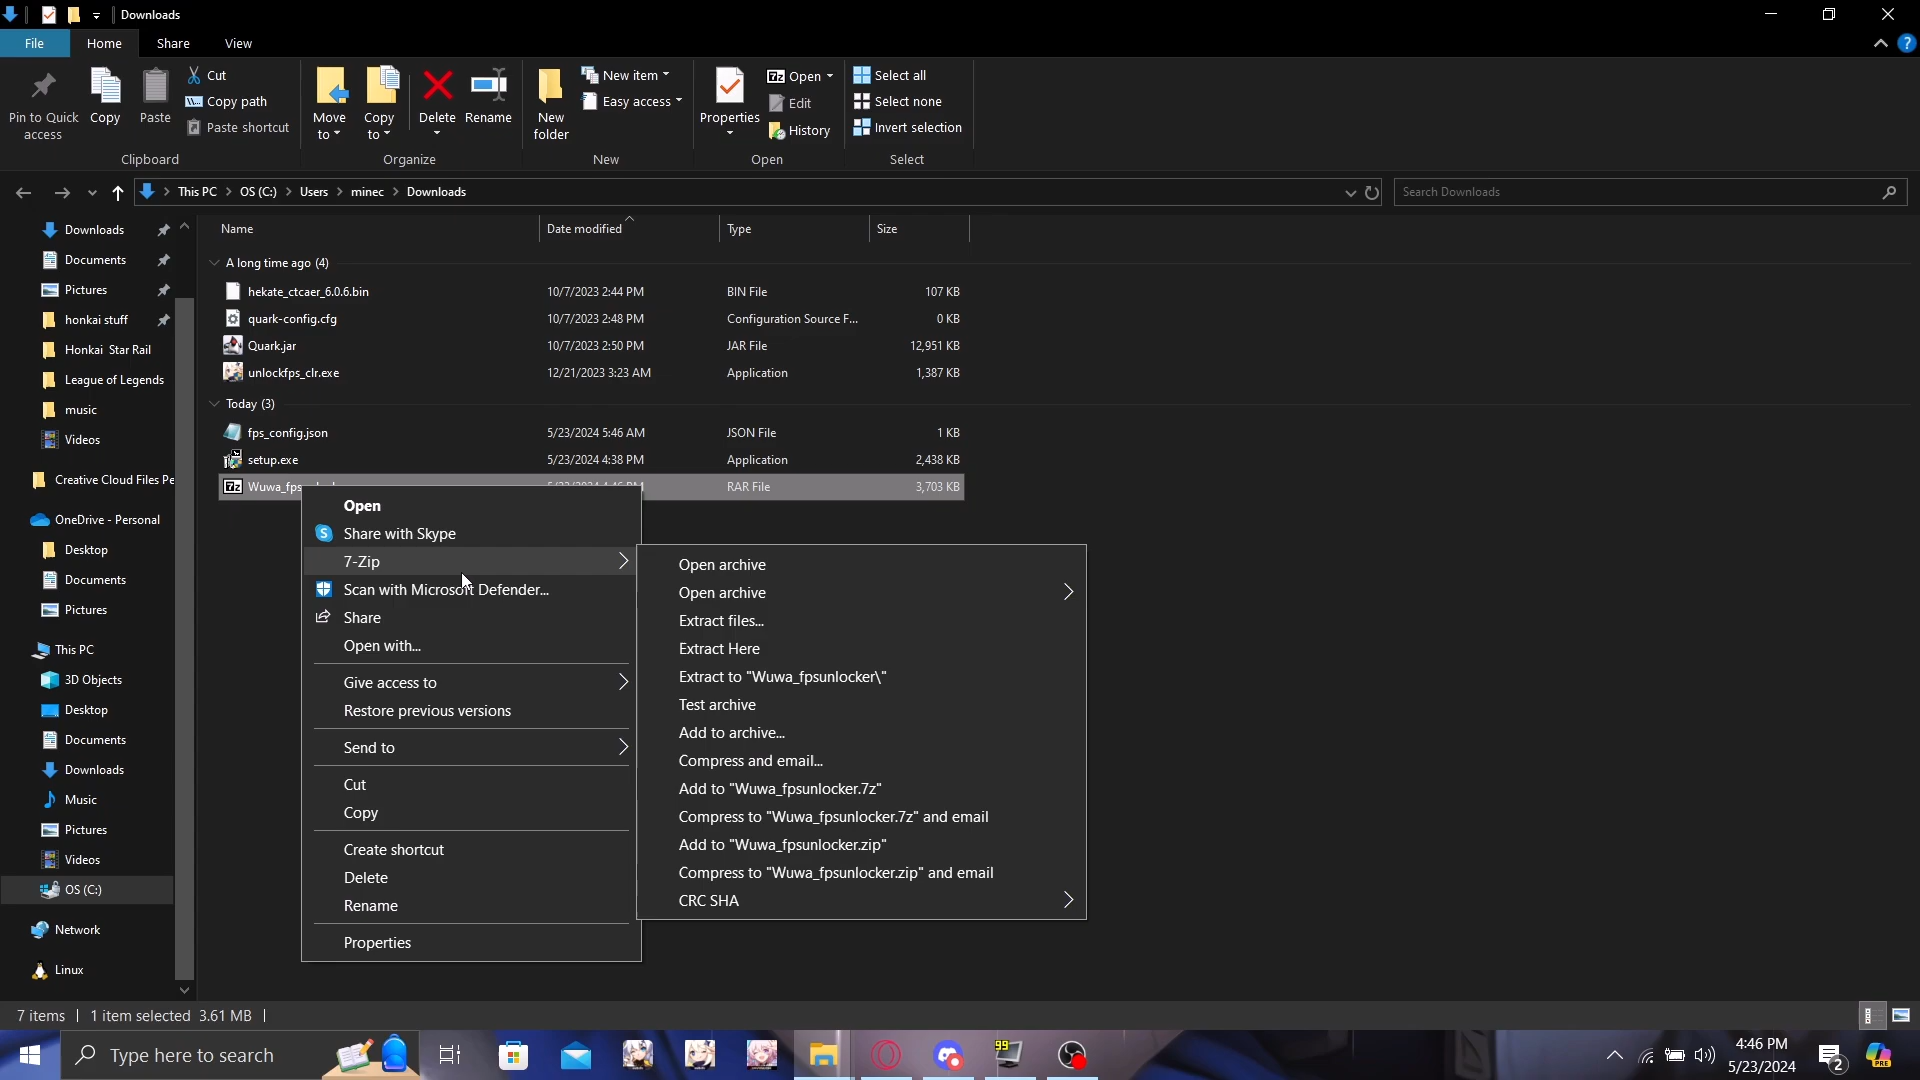 Downloads
File Home Share View
Pin to Quick access
Copy
Paste
Cut
Copy path
Paste shortcut
Clipboard
Move to
Copy to
Delete
Rename
Organize
New folder
New item
Easy access
New
Properties
Open
Edit
History
Open
Select all
Select none
Invert selection
Select
This PC > OS (C:) > Users > minec > Downloads
Search Downloads
Downloads
Documents
Pictures
honkai stuff
Honkai Star Rail
League of Legends
music
Videos
Creative Cloud Files Pe
OneDrive - Personal
Desktop
Documents
Pictures
This PC
3D Objects
Desktop
Documents
Downloads
Music
Pictures
Videos
OS (C:)
Network
Linux
Name Date modified Type Size
A long time ago (4)
hekate_ctcaer_6.0.6.bin 10/7/2023 2:44 PM BIN File 107 KB
quark-config.cfg 10/7/2023 2:48 PM Configuration Source F... 0 KB
Quark.jar 10/7/2023 2:50 PM JAR File 12,951 KB
unlockfps_clr.exe 12/21/2023 3:23 AM Application 1,387 KB
Today (3)
fps_config.json 5/23/2024 5:46 AM JSON File 1 KB
setup.exe 5/23/2024 4:38 PM Application 2,438 KB
Wuwa_fps RAR File 3,703 KB
Open
Share with Skype
7-Zip
Scan with Microsoft Defender...
Share
Open with...
Give access to
Restore previous versions
Send to
Cut
Copy
Create shortcut
Delete
Rename
Properties
Open archive
Open archive
Extract files...
Extract Here
Extract to "Wuwa_fpsunlocker\"
Test archive
Add to archive...
Compress and email...
Add to "Wuwa_fpsunlocker.7z"
Compress to "Wuwa_fpsunlocker.7z" and email
Add to "Wuwa_fpsunlocker.zip"
Compress to "Wuwa_fpsunlocker.zip" and email
CRC SHA
7 items 1 item selected 3.61 MB
Type here to search
99
4:46 PM
5/23/2024
2
PRE